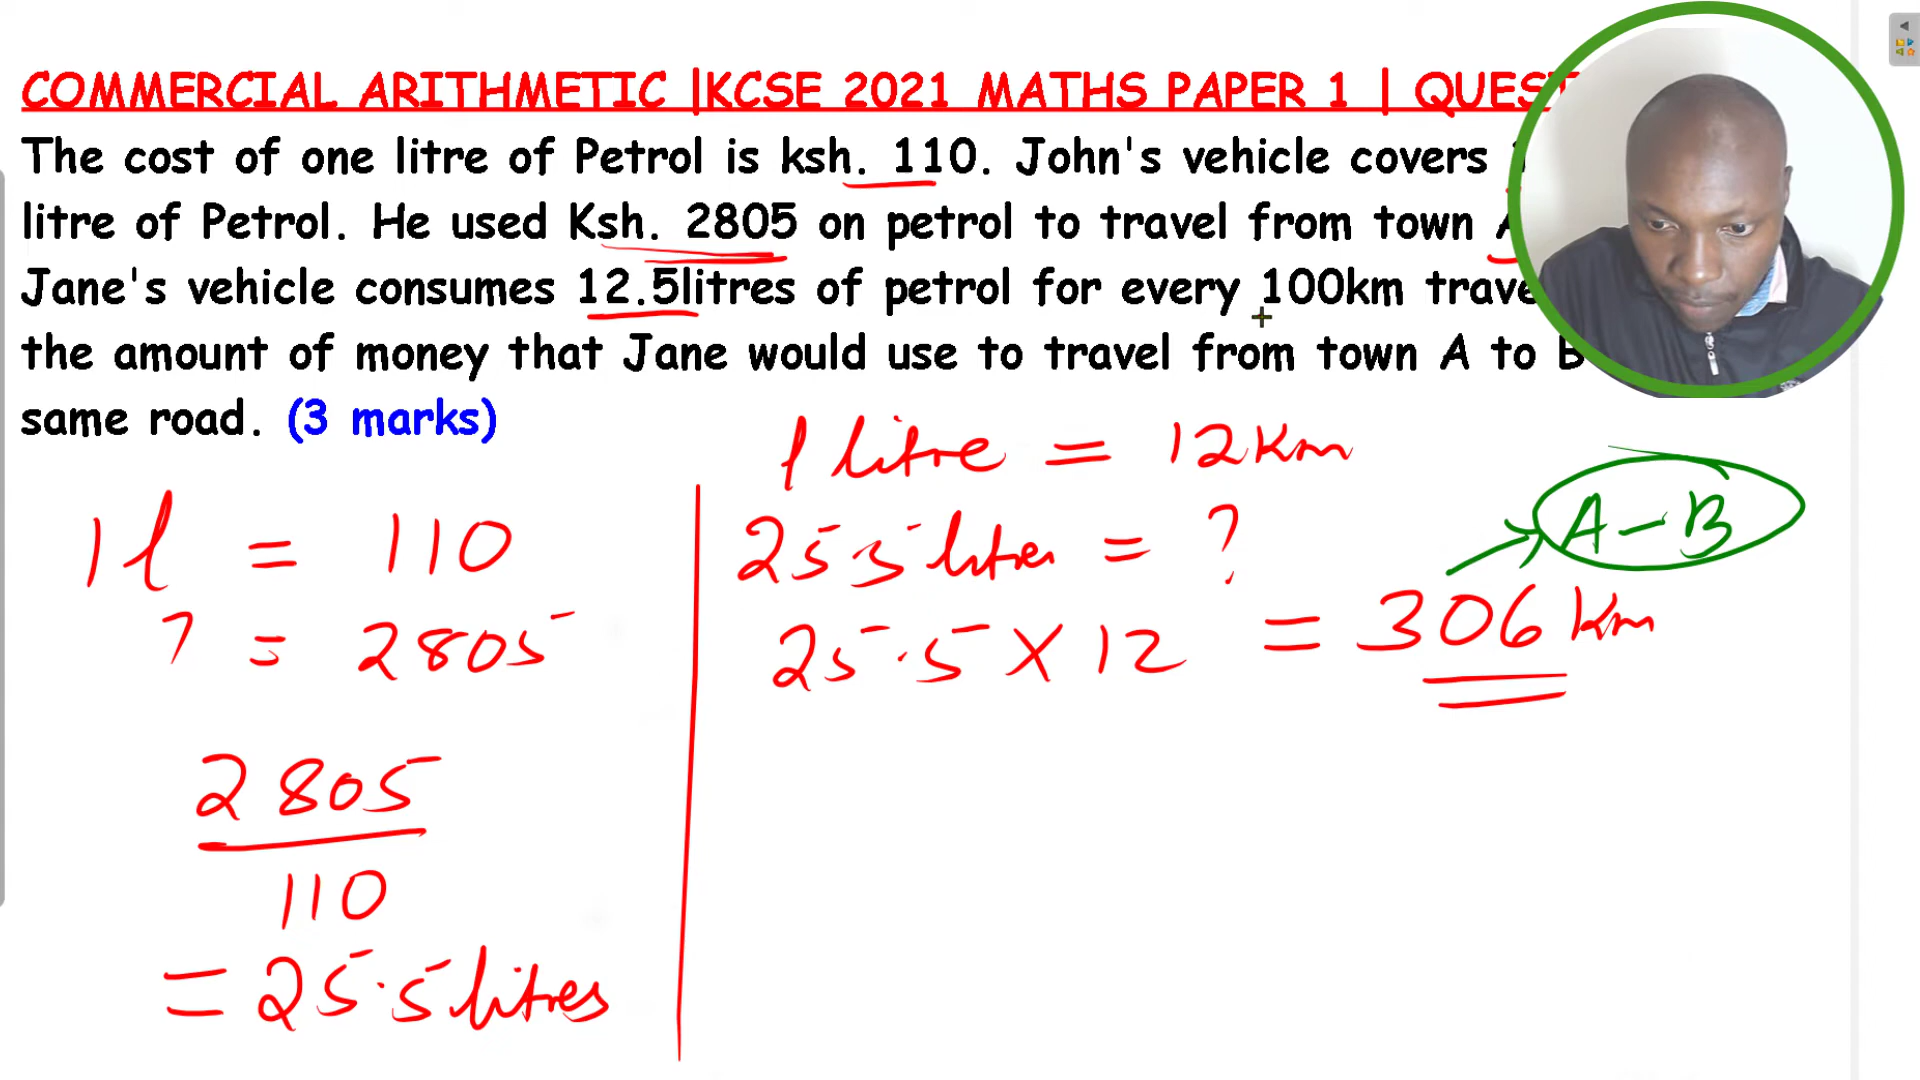 COMMERCIAL ARITHMETIC |KCSE 2021 MATHS PAPER 1 |
The cost of one litre of Petrol is ksh. 110. John's vehicle covers
litre of Petrol. He used Ksh. 2805 on petrol to travel from town
Jane's vehicle consumes 12.5litres of petrol for every 100km
the amount of money that Jane would use to travel from town A to B
same road. (3 marks)
1l = 110
? = 2805
2805
110
= 25.5 litres
1 litre = 12Km
25.5 litres = ?
25.5 X 12 = 306 Km
A - B